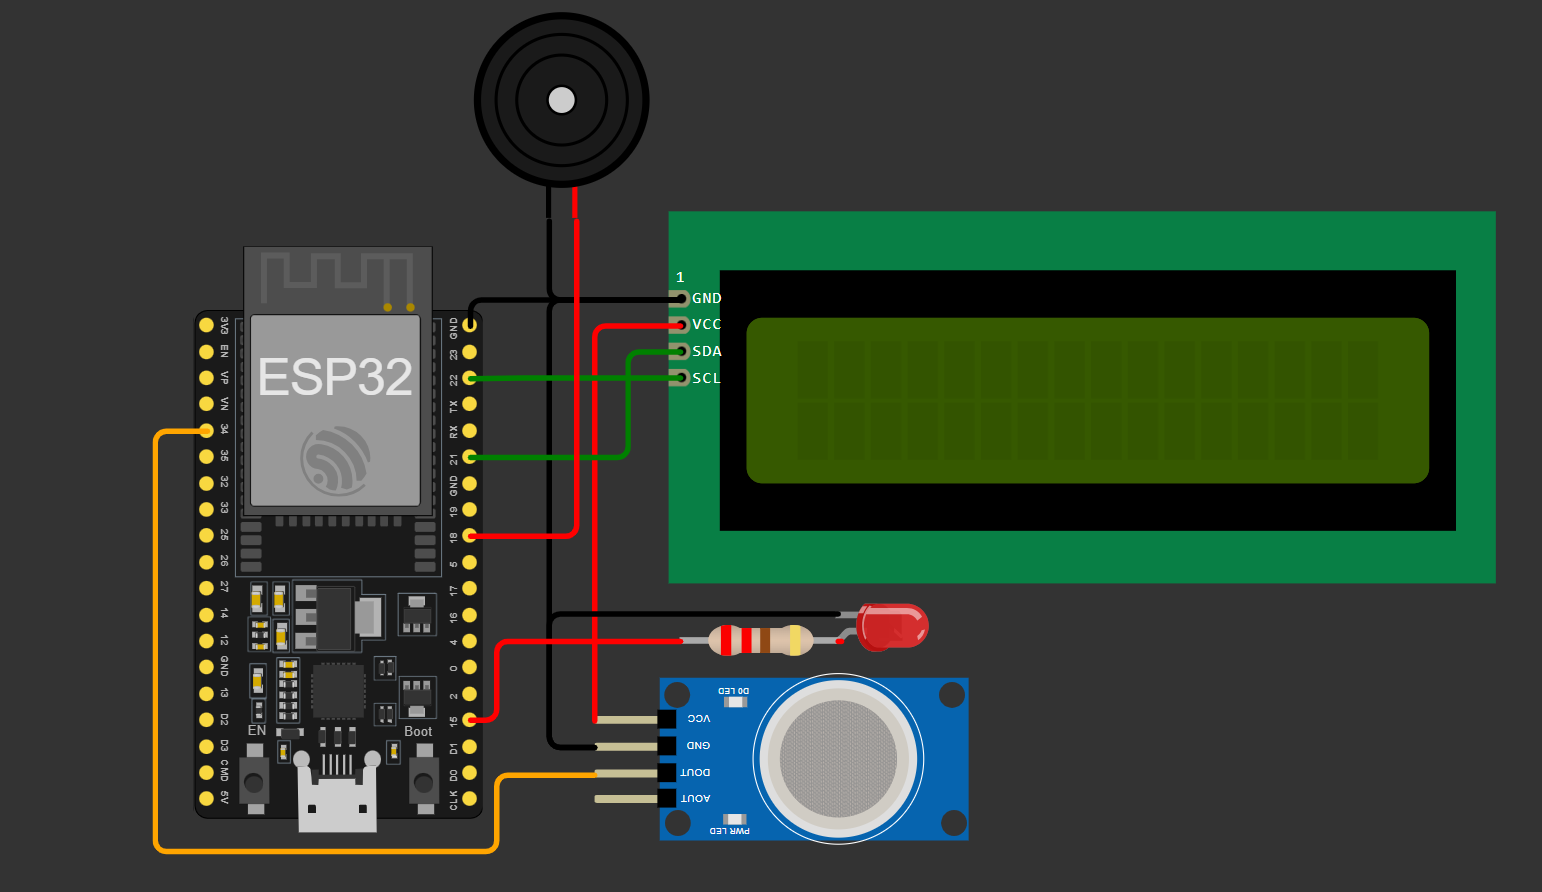 ESP32
3V3
EN
VP
VN
34
35
32
33
25
26
27
14
12
GND
13
D2
D3
CMD
5V
GND
23
22
TX
RX
21
GND
19
18
5
17
16
4
0
2
15
D1
D0
CLK
EN
Boot
1
GND
VCC
SDA
SCL
D0 LED
VCC
GND
DOUT
AOUT
PWR LED